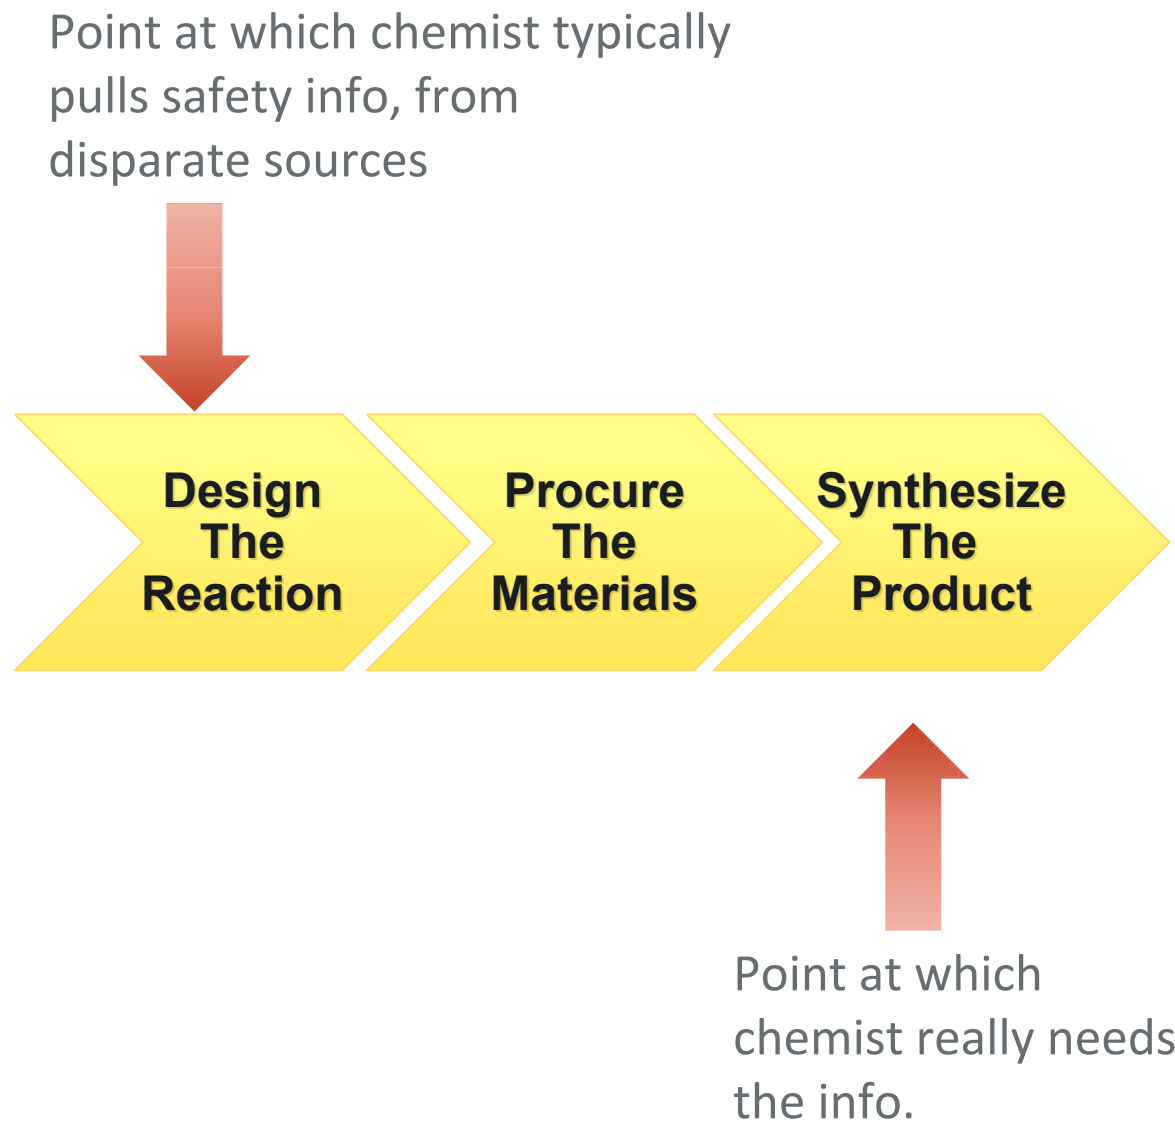 Point at which chemist typically
pulls safety info, from
disparate sources
Design
The
Reaction
Procure
The
Materials
Synthesize
The
Product
Point at which
chemist really needs
the info.